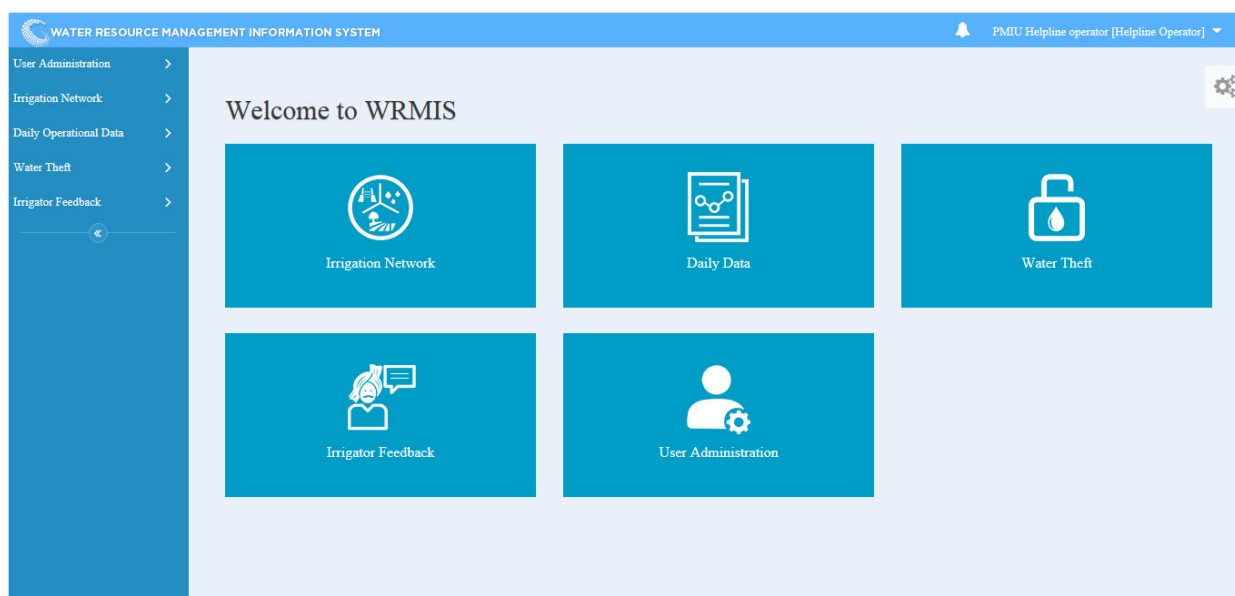 WATER RESOURCE MANAGEMENT INFORMATION SYSTEM
PMIU Helpline operator [Helpline Operator]
User Administration
Irrigation Network
Daily Operational Data
Water Theft
Irrigator Feedback
Welcome to WRMIS
Irrigation Network
Daily Data
Water Theft
Irrigator Feedback
User Administration